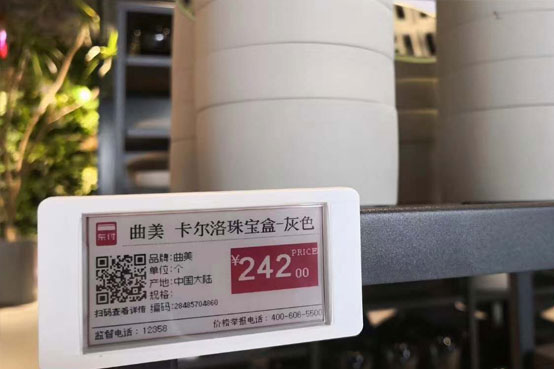 曲美 卡尔洛珠宝盒-灰色
品牌: 曲美
单位: 个
产地: 中国大陆
规格:
编码: 28485704860
¥242.00
PRICE
扫码查看详情
监督电话: 12358
价格举报电话: 400-606-5500